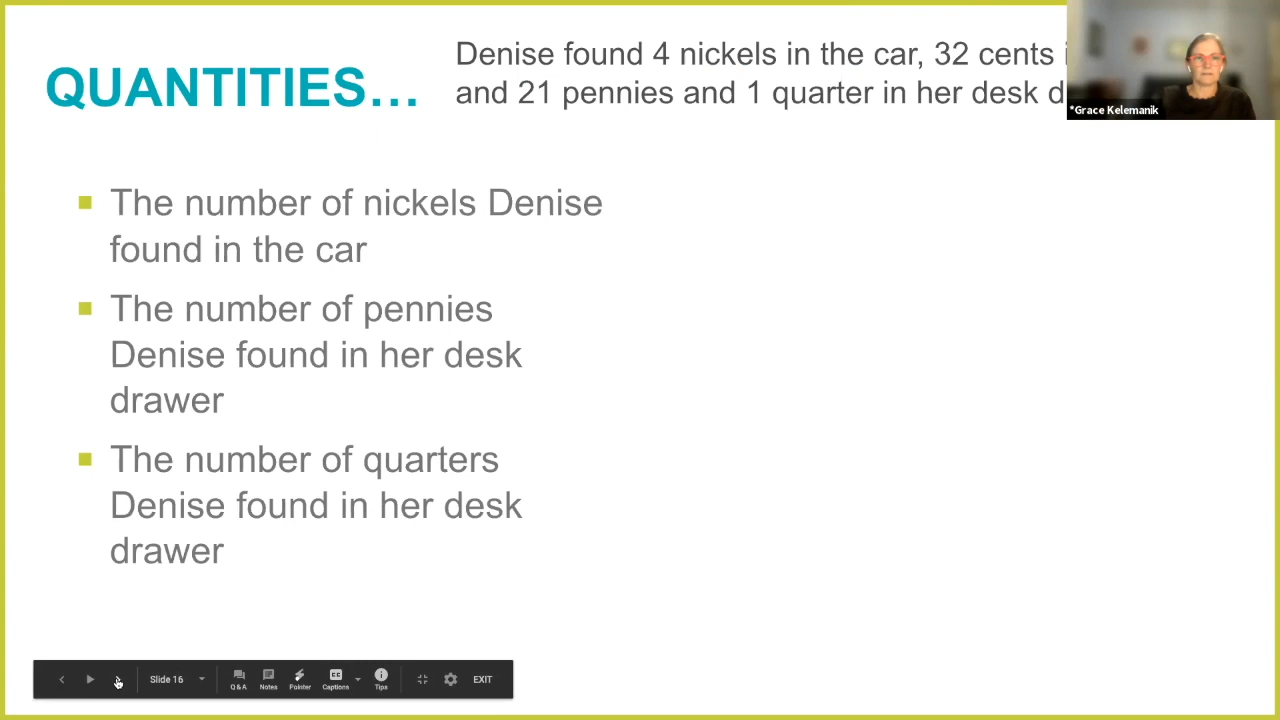 QUANTITIES...
Denise found 4 nickels in the car, 32 cents
and 21 pennies and 1 quarter in her desk d
*Grace Kelemanik
The number of nickels Denise
found in the car
The number of pennies
Denise found in her desk
drawer
The number of quarters
Denise found in her desk
drawer
Slide 16
Q&A
Notes
Pointer
Captions
Tips
EXIT